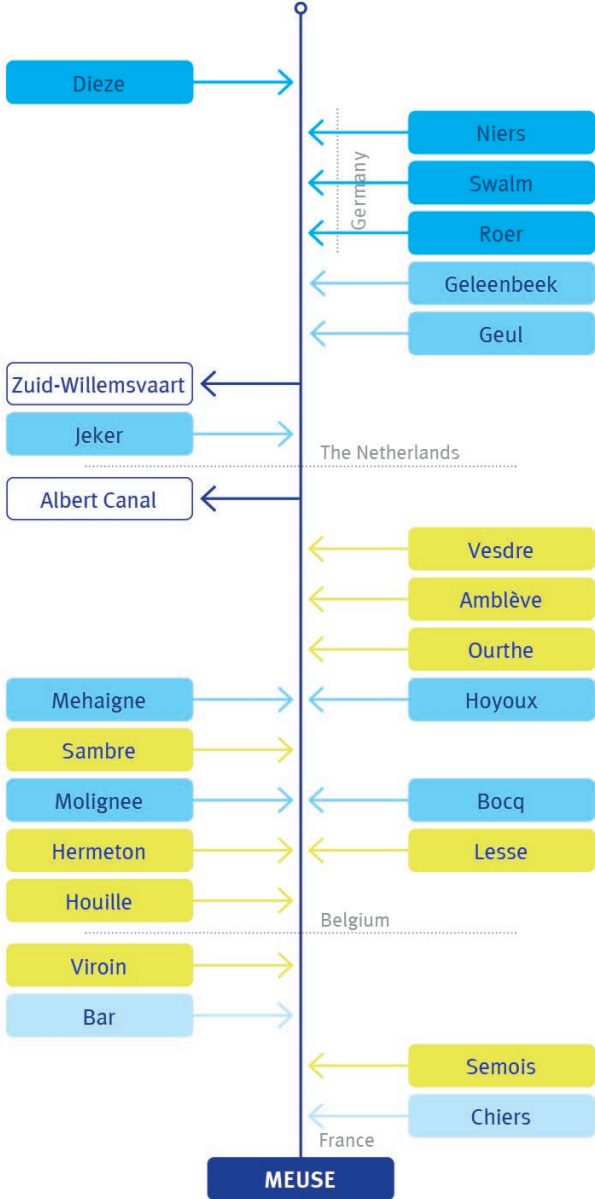 Dieze
Niers
Germany
Swalm
Roer
Geleenbeek
Geul
Zuid-Willemsvaart
Jeker
The Netherlands
Albert Canal
Vesdre
Amblève
Ourthe
Mehaigne
Hoyoux
Sambre
Molignee
Bocq
Hermeton
Lesse
Houille
Belgium
Viroin
Bar
Semois
Chiers
France
MEUSE